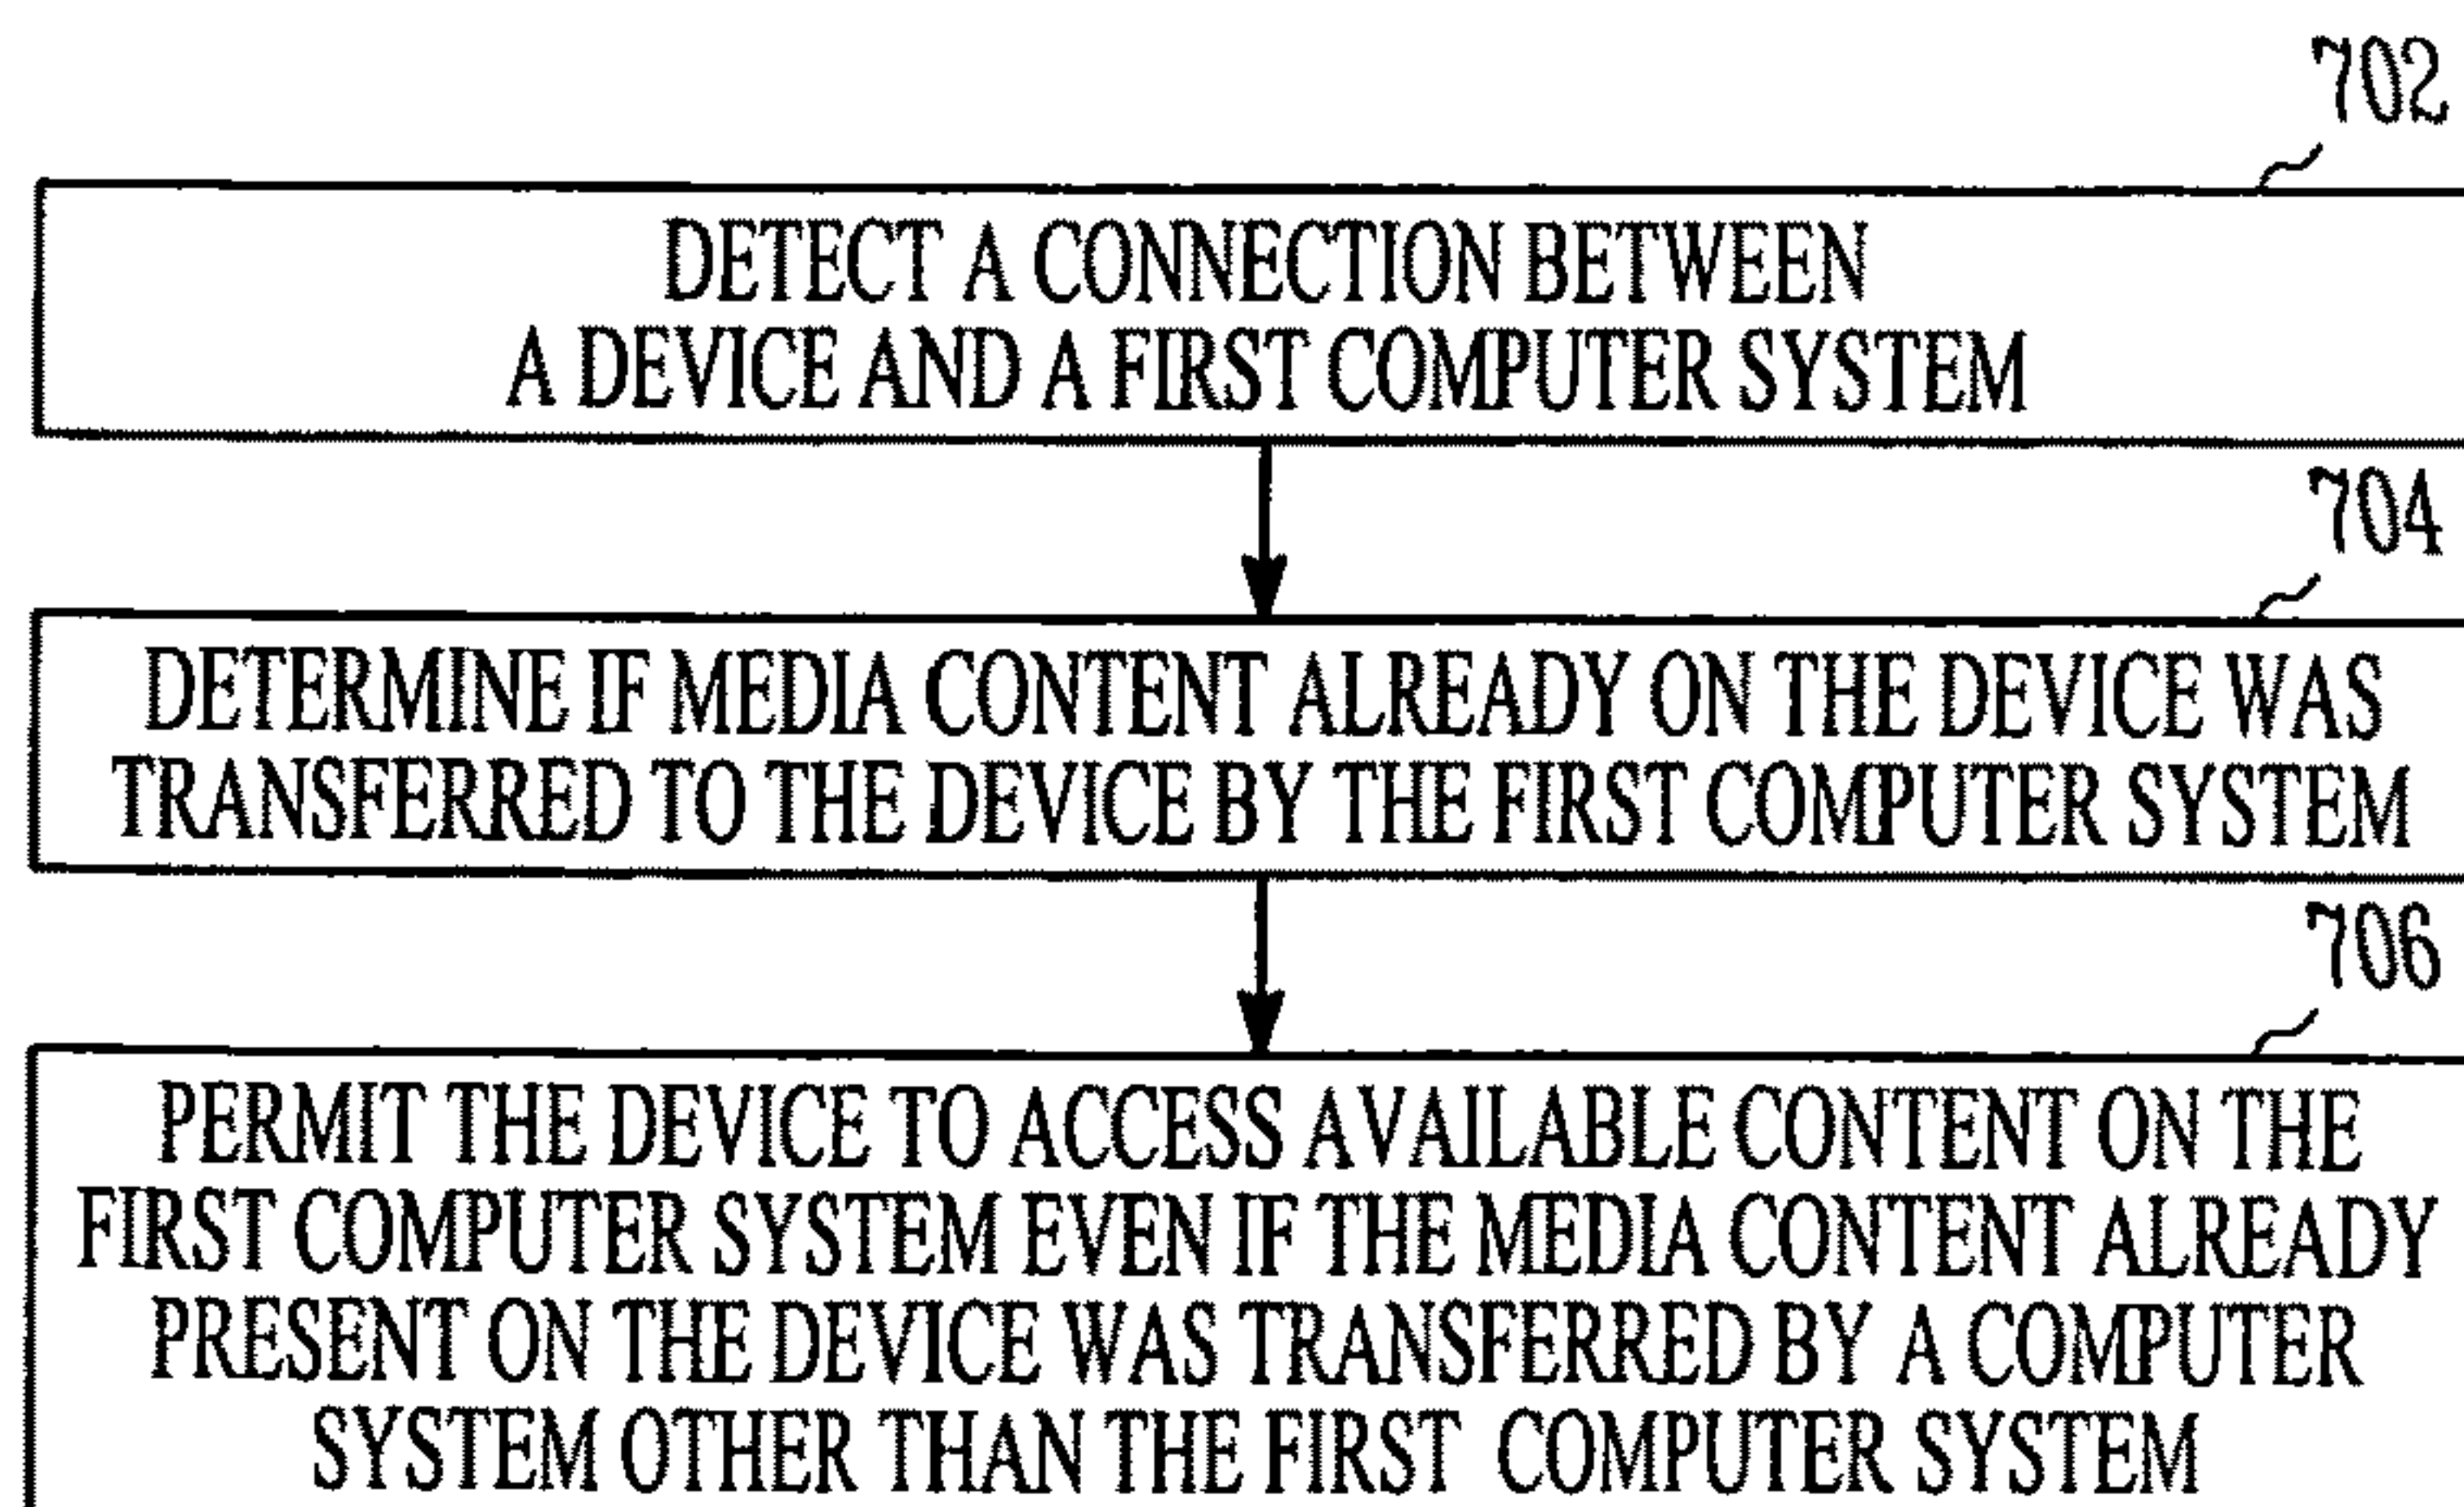 702
DETECT A CONNECTION BETWEEN
A DEVICE AND A FIRST COMPUTER SYSTEM
704
DETERMINE IF MEDIA CONTENT ALREADY ON THE DEVICE WAS
TRANSFERRED TO THE DEVICE BY THE FIRST COMPUTER SYSTEM
706
PERMIT THE DEVICE TO ACCESS AVAILABLE CONTENT ON THE
FIRST COMPUTER SYSTEM EVEN IF THE MEDIA CONTENT ALREADY
PRESENT ON THE DEVICE WAS TRANSFERRED BY A COMPUTER
SYSTEM OTHER THAN THE FIRST COMPUTER SYSTEM